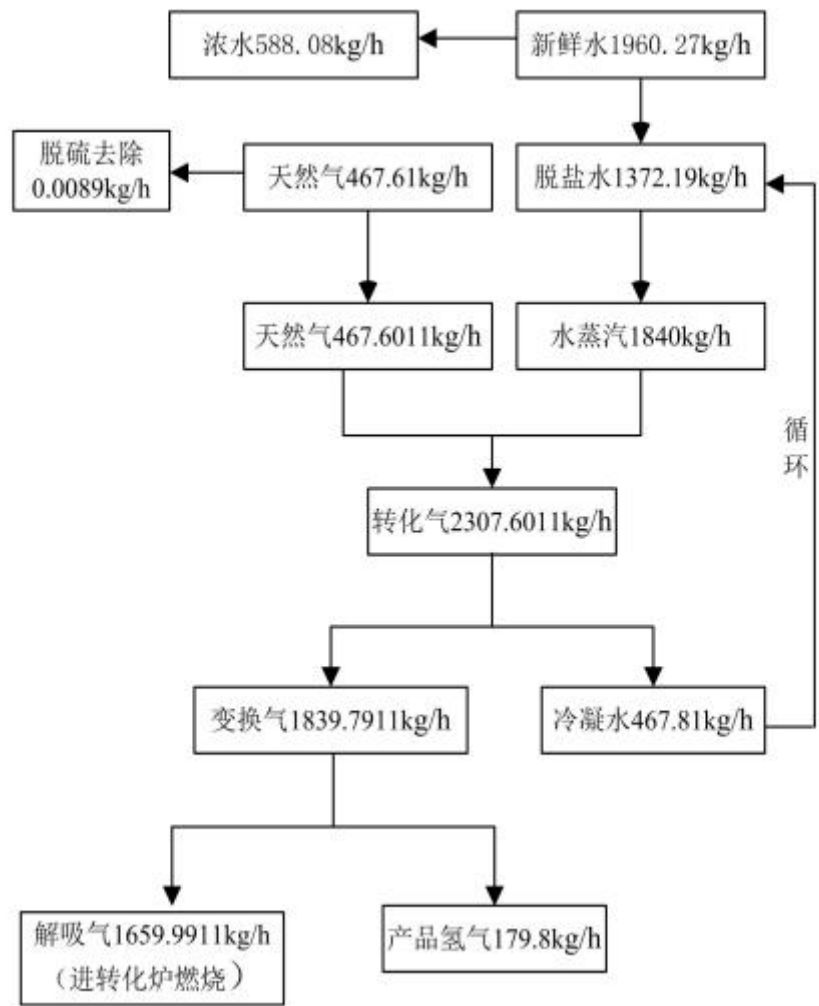 浓水588.08kg/h
新鲜水1960.27kg/h
脱硫去除
0.0089kg/h
天然气467.61kg/h
脱盐水1372.19kg/h
天然气467.6011kg/h
水蒸汽1840kg/h
循
环
转化气2307.6011kg/h
变换气1839.7911kg/h
冷凝水467.81kg/h
解吸气1659.9911kg/h
（进转化炉燃烧）
产品氢气179.8kg/h